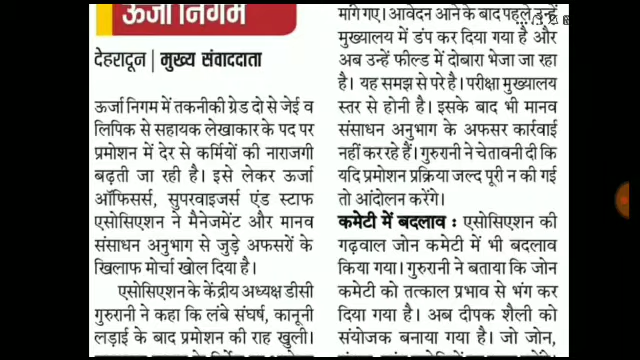 ऊर्जा निगम
देहरादून | मुख्य संवाददाता
ऊर्जा निगम में तकनीकी ग्रेड दो से जेई व
लिपिक से सहायक लेखाकार के पद पर
प्रमोशन में देर से कर्मियों की नाराजगी
बढ़ती जा रही है। इसे लेकर ऊर्जा
ऑफिसर्स, सुपरवाइजर्स एंड स्टाफ
एसोसिएशन ने मैनेजमेंट और मानव
संसाधन अनुभाग से जुड़े अफसरों के
खिलाफ मोर्चा खोल दिया है।
एसोसिएशन के केंद्रीय अध्यक्ष डीसी
गुरुरानी ने कहा कि लंबे संघर्ष, कानूनी
लड़ाई के बाद प्रमोशन की राह खुली।
मांगे गए। आवेदन आने के बाद पहले उन्हें
मुख्यालय में डंप कर दिया गया है और
अब उन्हें फील्ड में दोबारा भेजा जा रहा
है। यह समझ से परे है। परीक्षा मुख्यालय
स्तर से होनी है। इसके बाद भी मानव
संसाधन अनुभाग के अफसर कार्रवाई
नहीं कर रहे हैं। गुरुरानी ने चेतावनी दी कि
यदि प्रमोशन प्रक्रिया जल्द पूरी न की गई
तो आंदोलन करेंगे।
कमेटी में बदलाव : एसोसिएशन की
गढ़वाल जोन कमेटी में भी बदलाव
किया गया। गुरुरानी ने बताया कि जोन
कमेटी को तत्काल प्रभाव से भंग कर
दिया गया है। अब दीपक शैली को
संयोजक बनाया गया है। जो जोन,